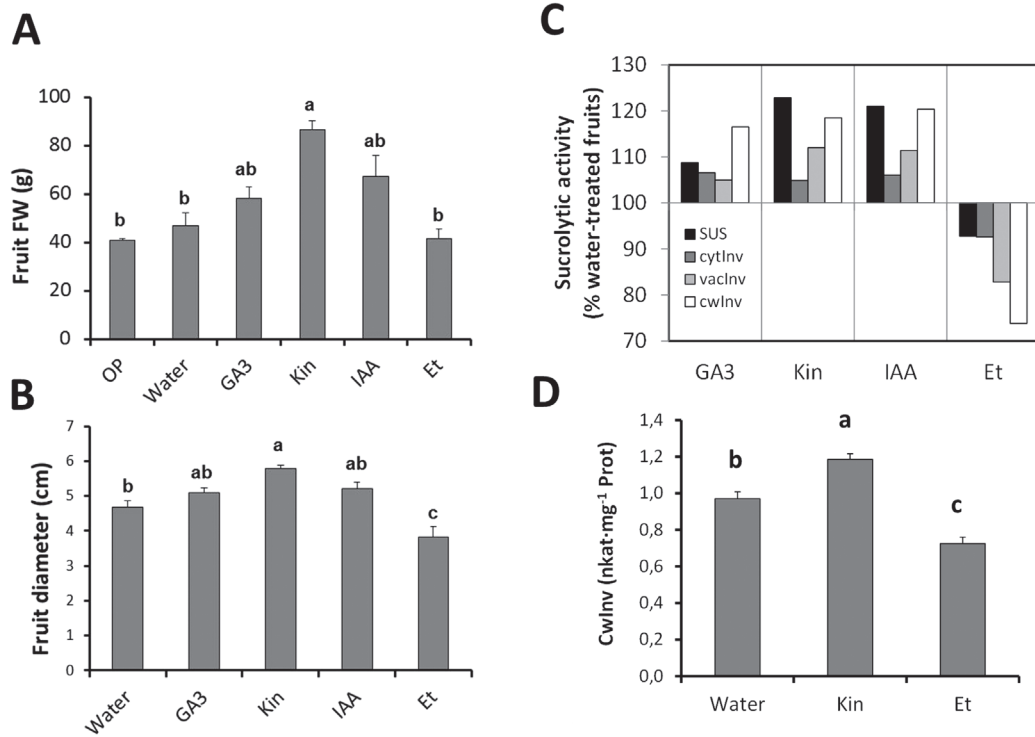 A
Fruit FW (g)
100
80
60
40
20
0
b
b
ab
a
ab
b
OP
Water
GA3
Kin
IAA
Et
B
Fruit diameter (cm)
7
6
5
4
3
2
1
0
b
ab
a
ab
c
Water
GA3
Kin
IAA
Et
C
Sucrolytic activity
(% water-treated fruits)
130
120
110
100
90
80
70
SUS
cytInv
vacInv
cwInv
GA3
Kin
IAA
Et
D
CwInv (nkat·mg⁻¹ Prot)
1,4
1,2
1,0
0,8
0,6
0,4
0,2
0,0
b
a
c
Water
Kin
Et